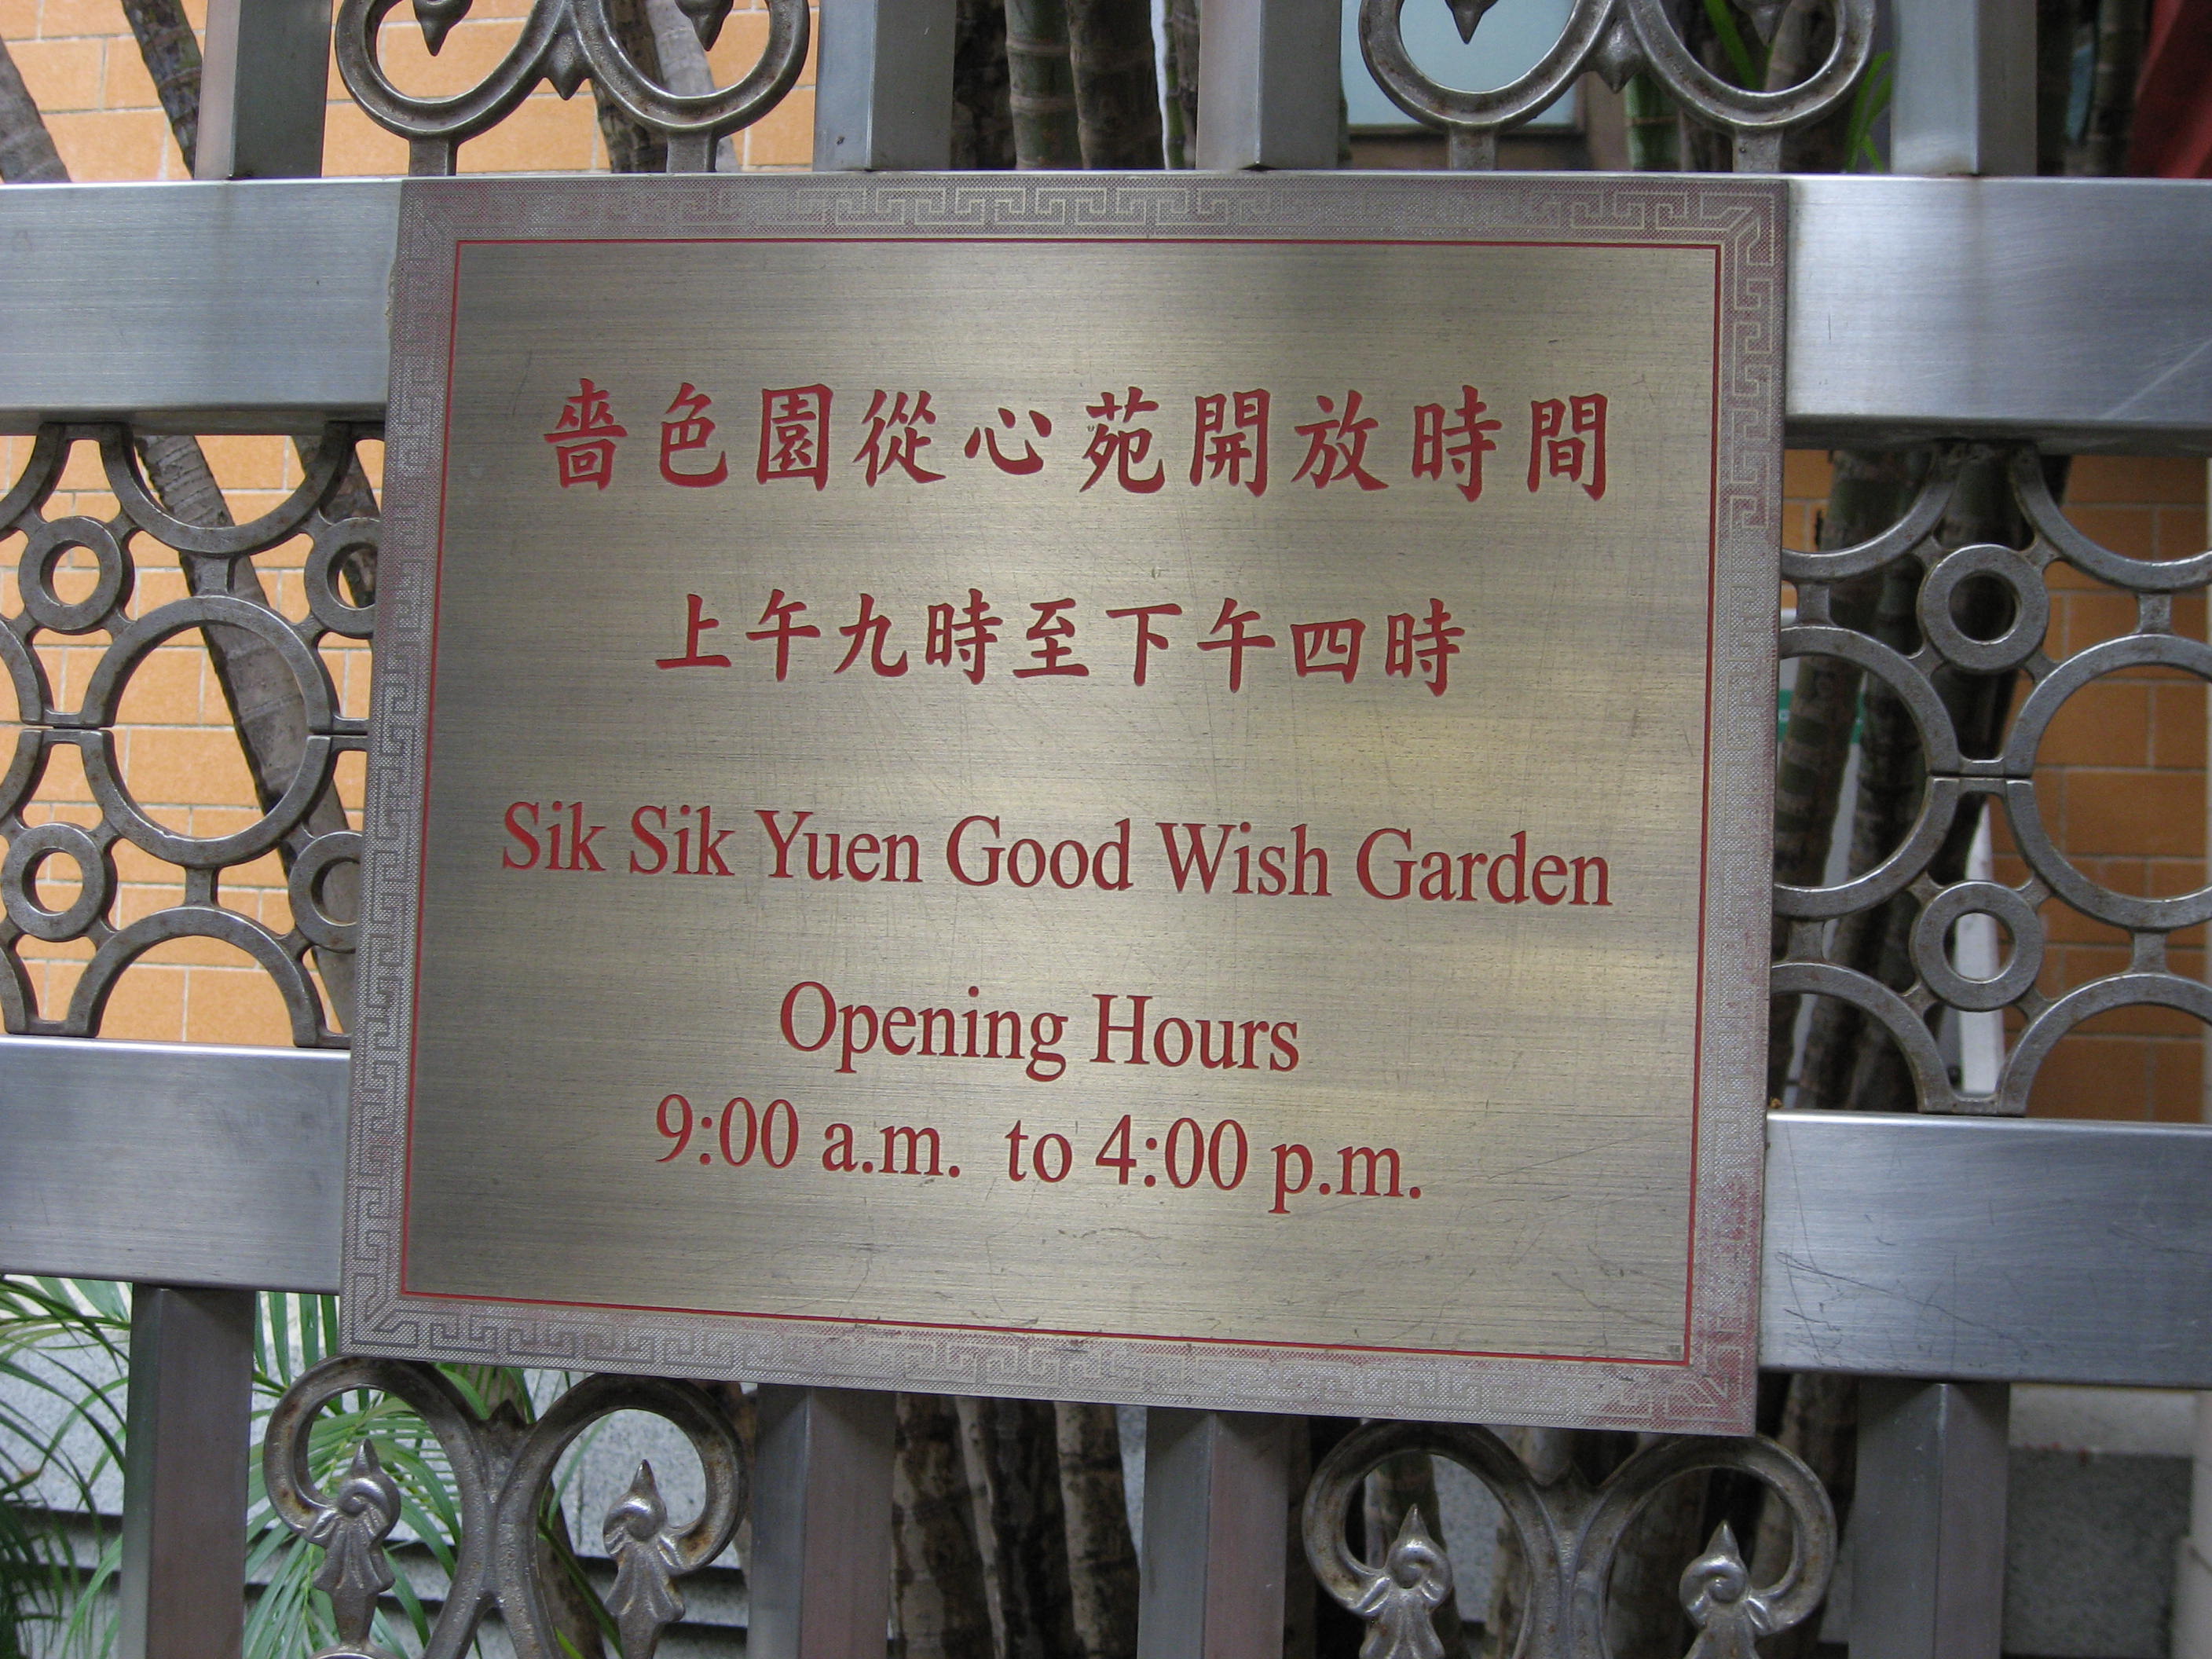 嗇色園從心苑開放時間
上午九時至下午四時
Sik Sik Yuen Good Wish Garden
Opening Hours
9:00 a.m. to 4:00 p.m.